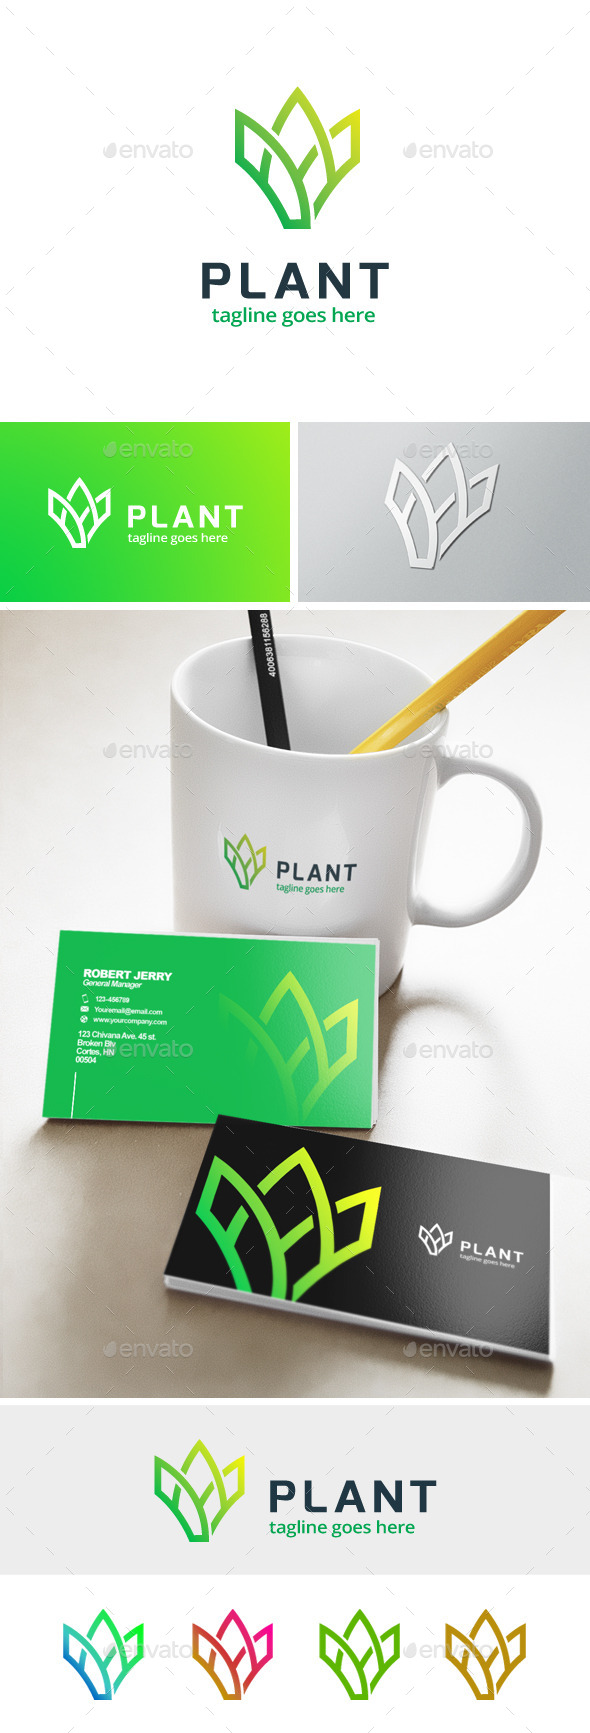 envato envato
PLANT
tagline goes here
envato envato
PLANT
tagline goes here
4006381156288
envato envato
PLANT
tagline goes here
ROBERT JERRY
General Manager
123-456789
Youremail@email.com
www.yourcompany.com
123 Chivana Ave. 45 st.
Broken Blv
Cortes, HN
00504
envato envato
PLANT
tagline goes here
envato envato
PLANT
tagline goes here
envato envato